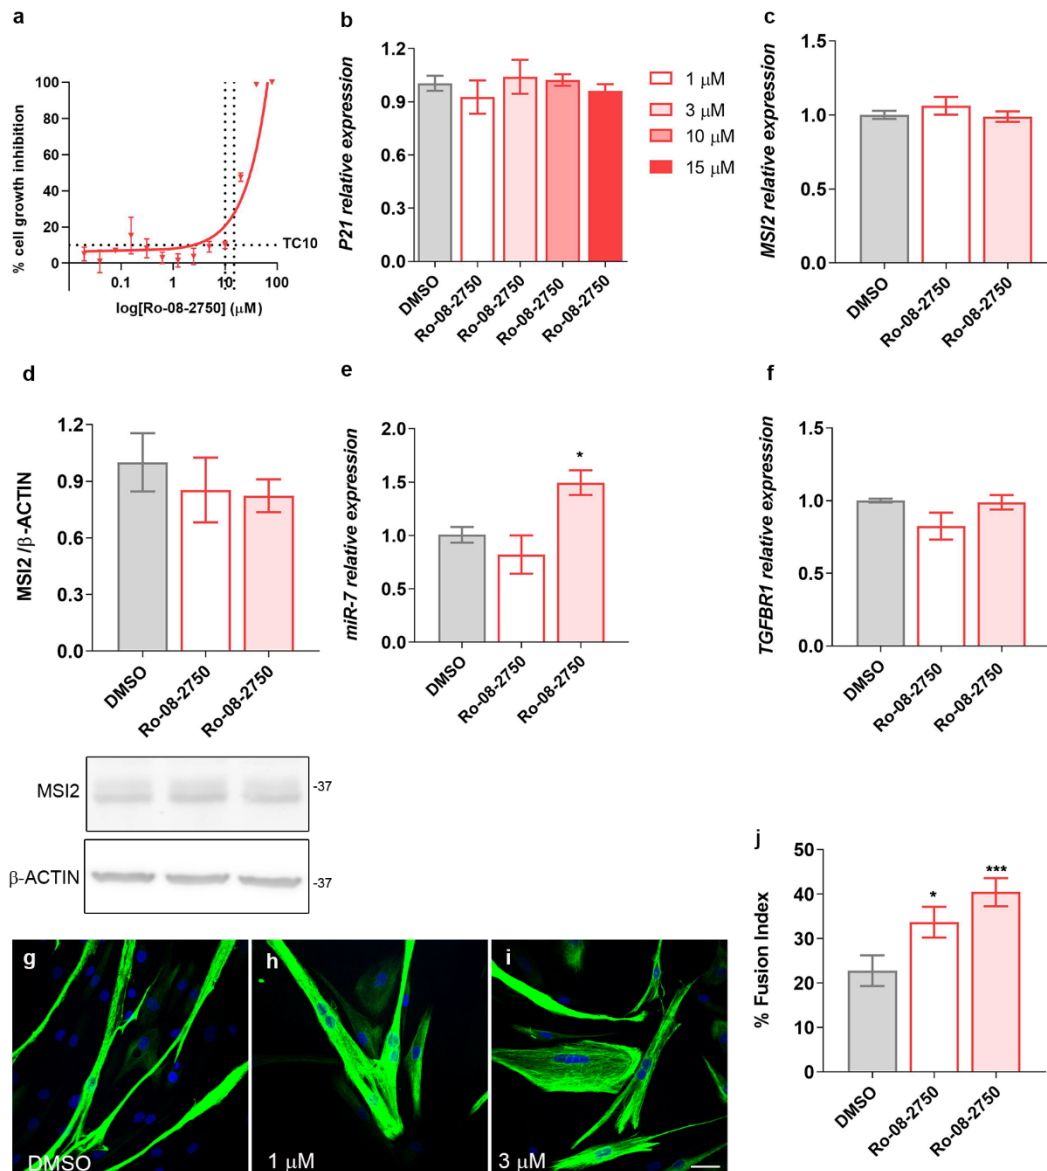 a
% cell growth inhibition
100
80
60
40
20
10
0
TC10
0.1
1
10
100
log[Ro-08-2750] (µM)
b
P21 relative expression
1.2
0.9
0.6
0.3
0.0
DMSO
Ro-08-2750
Ro-08-2750
Ro-08-2750
Ro-08-2750
1 µM
3 µM
10 µM
15 µM
c
MSI2 relative expression
1.5
1.0
0.5
0.0
DMSO
Ro-08-2750
Ro-08-2750
d
MSI2 /β-ACTIN
1.2
0.9
0.6
0.3
0.0
DMSO
Ro-08-2750
Ro-08-2750
MSI2
-37
β-ACTIN
-37
e
miR-7 relative expression
2.0
1.5
1.0
0.5
0.0
*
DMSO
Ro-08-2750
Ro-08-2750
f
TGFBR1 relative expression
1.5
1.0
0.5
0.0
DMSO
Ro-08-2750
Ro-08-2750
g
DMSO
h
1 µM
i
3 µM
j
% Fusion Index
50
40
30
20
10
0
*
***
DMSO
Ro-08-2750
Ro-08-2750